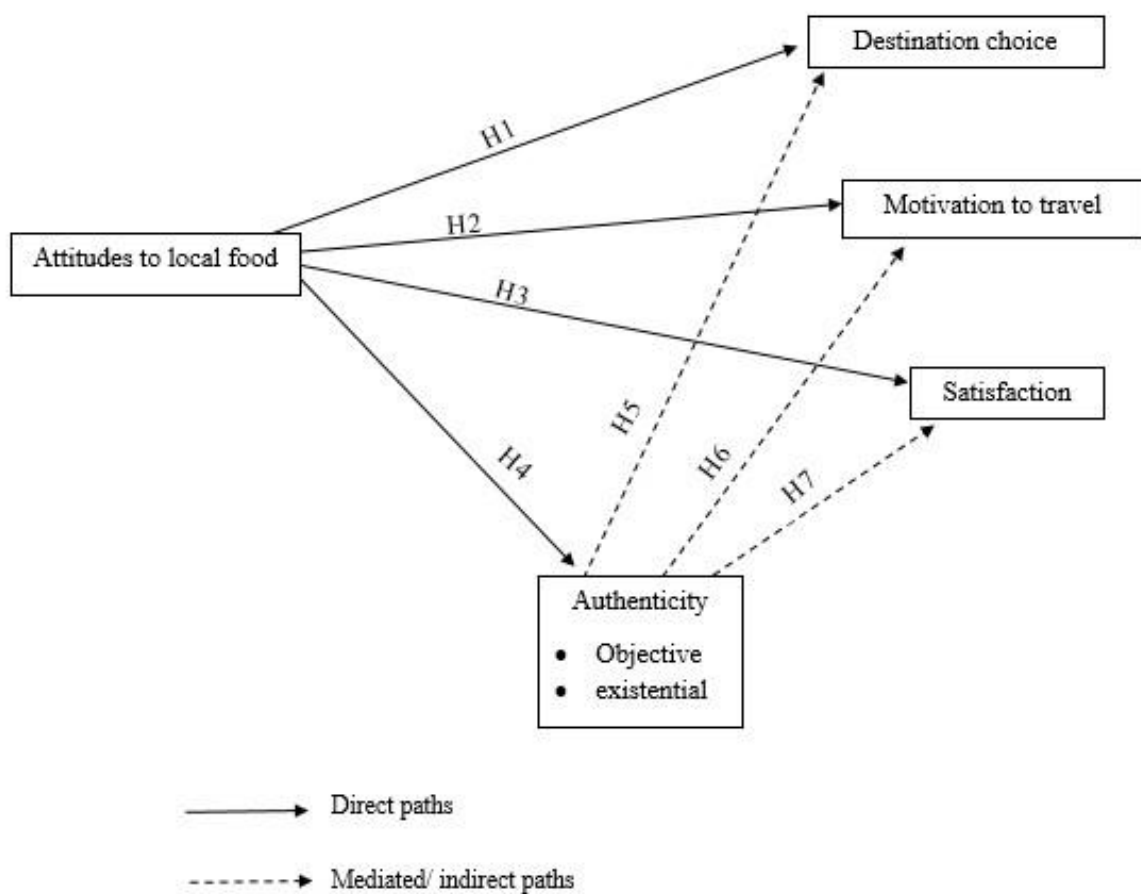 Destination choice
H1
Motivation to travel
H2
Attitudes to local food
H3
Satisfaction
H5
H4
H6
H7
Authenticity
● Objective
● existential
Direct paths
Mediated/ indirect paths